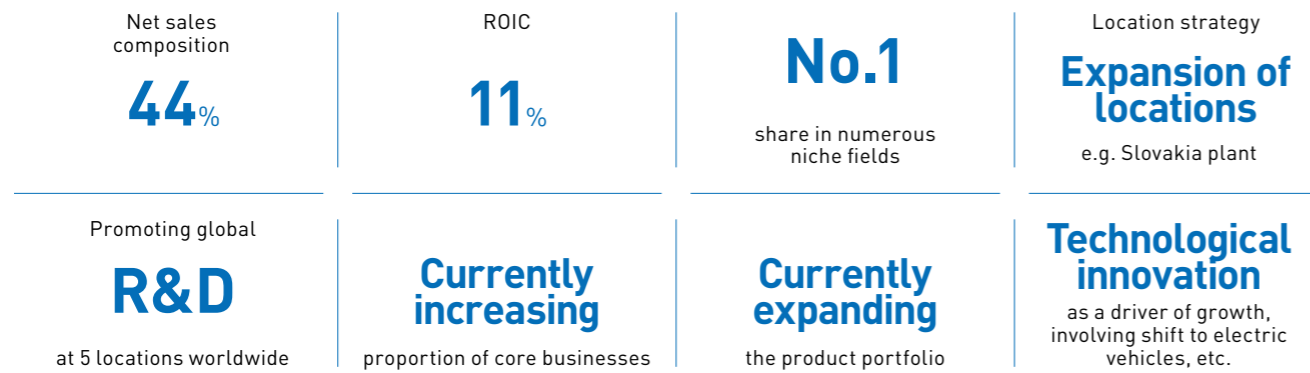 Net sales
composition
44%
ROIC
11%
No.1
share in numerous
niche fields
Location strategy
Expansion of
locations
e.g. Slovakia plant
Promoting global
R&D
at 5 locations worldwide
Currently
increasing
proportion of core businesses
Currently
expanding
the product portfolio
Technological
innovation
as a driver of growth,
involving shift to electric
vehicles, etc.